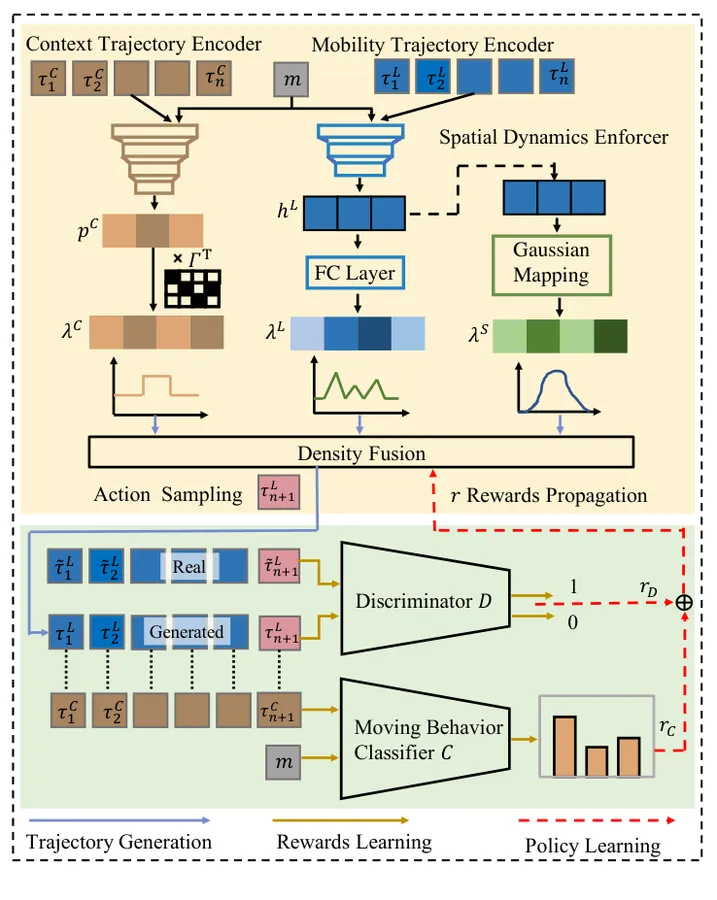 Context Trajectory Encoder
Mobility Trajectory Encoder
τ₁ᶜ τ₂ᶜ τₙᶜ
m
τ₁ᴸ τ₂ᴸ τₙᴸ
Spatial Dynamics Enforcer
hᴸ
pᶜ
× Γᵀ
FC Layer
Gaussian
Mapping
λᶜ
λᴸ
λˢ
Density Fusion
Action Sampling τₙ₊₁ᴸ
r Rewards Propagation
τ̃₁ᴸ τ̃₂ᴸ Real τ̃ₙ₊₁ᴸ
Discriminator D
1
0
r_D
⊕
τ₁ᴸ τ₂ᴸ Generated τₙ₊₁ᴸ
τ₁ᶜ τ₂ᶜ τₙ₊₁ᶜ
m
Moving Behavior
Classifier C
r_C
Trajectory Generation
Rewards Learning
Policy Learning